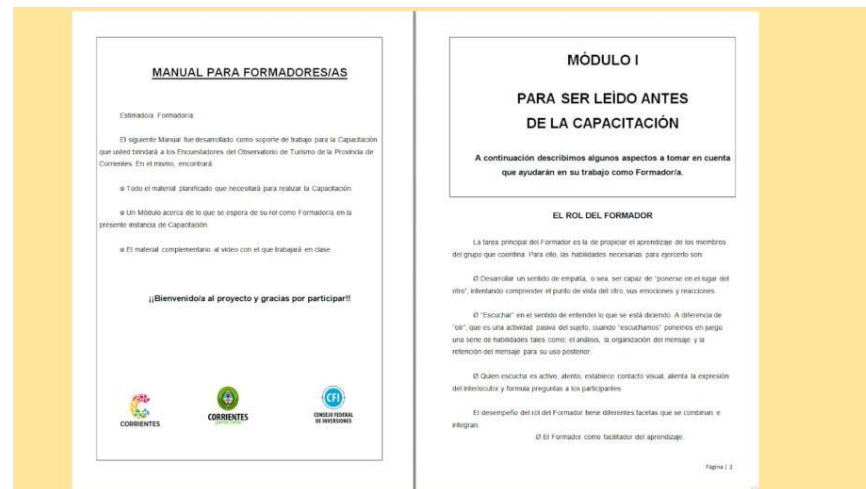 MANUAL PARA FORMADORES/AS
Estimado/a Formador/a:
El siguiente Manual fue desarrollado como soporte de trabajo para la Capacitación
que usted brindará a los Encuestadores del Observatorio de Turismo de la Provincia de
Corrientes. En el mismo, encontrará:
ø Todo el material planificado que necesitará para realizar la Capacitación.
ø Un Módulo acerca de lo que se espera de su rol como Formador/a en la
presente instancia de Capacitación.
ø El material complementario al video con el que trabajará en clase.
¡¡Bienvenido/a al proyecto y gracias por participar!!
CORRIENTES
CORRIENTES
CFI
CONSEJO FEDERAL
DE INVERSIONES
MÓDULO I
PARA SER LEÍDO ANTES
DE LA CAPACITACIÓN
A continuación describimos algunos aspectos a tomar en cuenta
que ayudarán en su trabajo como Formador/a.
EL ROL DEL FORMADOR
La tarea principal del Formador es la de propiciar el aprendizaje de los miembros
del grupo que coordina. Para ello, las habilidades necesarias para ejercerlo son:
Ø Desarrollar un sentido de empatía, o sea, ser capaz de "ponerse en el lugar del
otro", intentando comprender el punto de vista del otro, sus emociones y reacciones.
Ø "Escuchar" en el sentido de entender lo que se está diciendo. A diferencia de
"oír", que es una actividad pasiva del sujeto, cuando "escuchamos" ponemos en juego
una serie de habilidades tales como: el análisis, la organización del mensaje y la
retención del mensaje para su uso posterior.
Ø Quien escucha es activo, atento, establece contacto visual, alienta la expresión
del interlocutor y formula preguntas a los participantes.
El desempeño del rol del Formador tiene diferentes facetas que se combinan e
integran:
Ø El Formador como facilitador del aprendizaje.
Página | 2